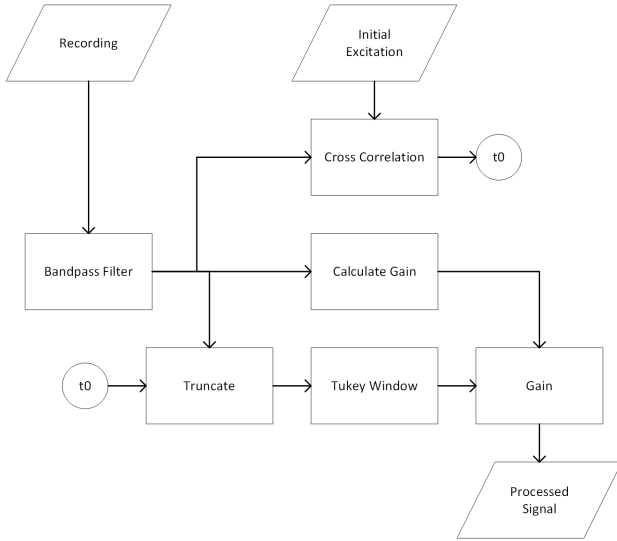 Recording
Initial
Excitation
Cross Correlation
t0
Bandpass Filter
Calculate Gain
t0
Truncate
Tukey Window
Gain
Processed
Signal